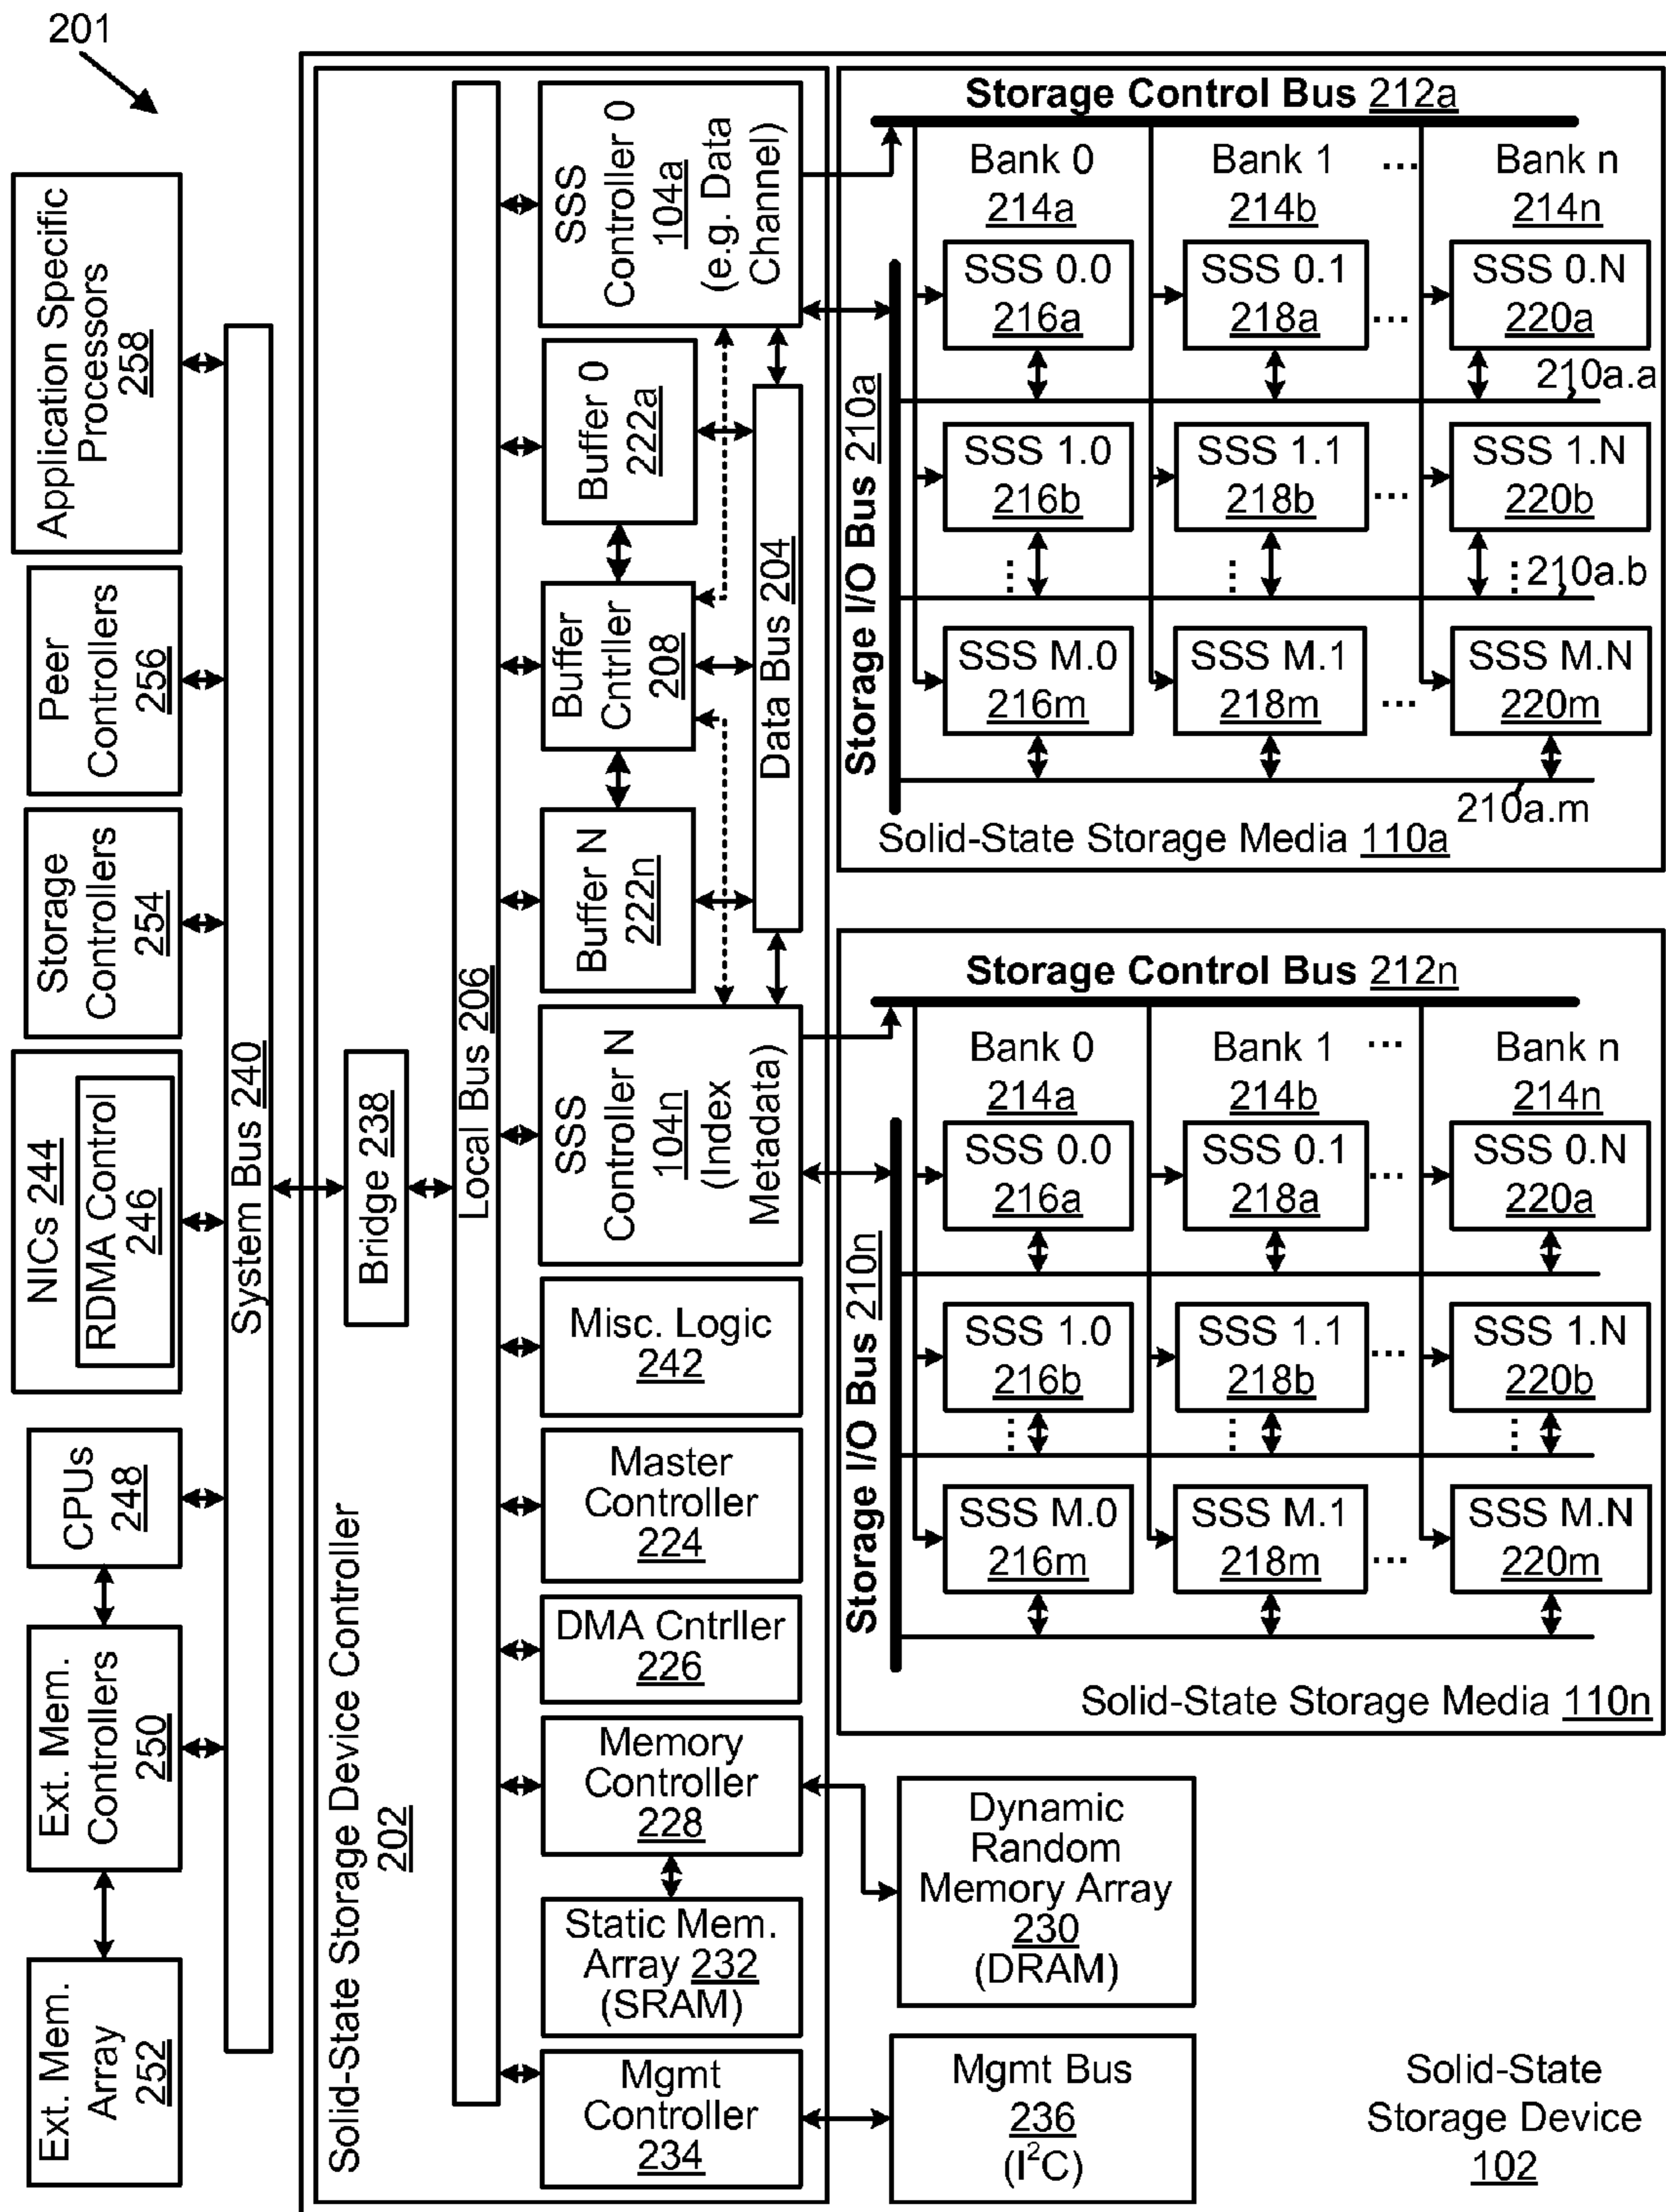 201
Application Specific
Processors
258
Peer
Controllers
256
Storage
Controllers
254
NICs 244
RDMA Control
246
CPUs
248
Ext. Mem.
Controllers
250
Ext. Mem.
Array
252
System Bus 240
Bridge 238
Solid-State Storage Device Controller
202
Local Bus 206
SSS
Controller 0
104a
(e.g. Data
Channel)
Buffer 0
222a
Buffer
Cntrller
208
Buffer N
222n
Data Bus 204
SSS
Controller N
104n
(Index
Metadata)
Misc. Logic
242
Master
Controller
224
DMA Cntrller
226
Memory
Controller
228
Static Mem.
Array 232
(SRAM)
Mgmt
Controller
234
Storage Control Bus 212a
Bank 0 Bank 1 ... Bank n
214a 214b 214n
Storage I/O Bus 210a
SSS 0.0 SSS 0.1 SSS 0.N
216a 218a ... 220a
210a.a
SSS 1.0 SSS 1.1 SSS 1.N
216b 218b ... 220b
210a.b
SSS M.0 SSS M.1 SSS M.N
216m 218m ... 220m
210a.m
Solid-State Storage Media 110a
Storage Control Bus 212n
Bank 0 Bank 1 ... Bank n
214a 214b 214n
Storage I/O Bus 210n
SSS 0.0 SSS 0.1 SSS 0.N
216a 218a ... 220a
SSS 1.0 SSS 1.1 SSS 1.N
216b 218b ... 220b
SSS M.0 SSS M.1 SSS M.N
216m 218m ... 220m
Solid-State Storage Media 110n
Dynamic
Random
Memory Array
230
(DRAM)
Mgmt Bus
236
(I²C)
Solid-State
Storage Device
102